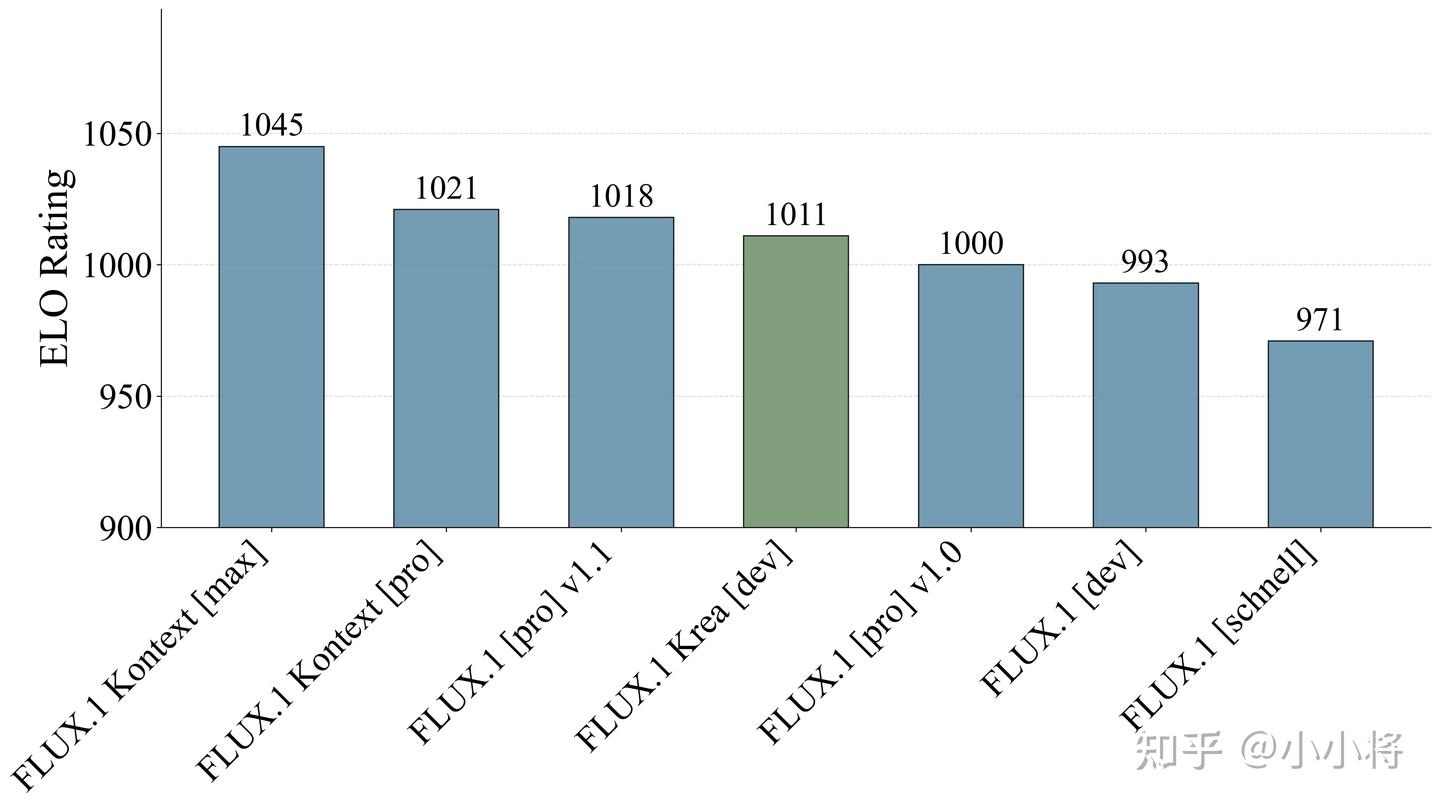 ELO Rating
1050
1000
950
900
1045
1021
1018
1011
1000
993
971
FLUX.1 Kontext [max]
FLUX.1 Kontext [pro]
FLUX.1 [pro] v1.1
FLUX.1 Krea [dev]
FLUX.1 [pro] v1.0
FLUX.1 [dev]
FLUX.1 [schnell]
知乎 @小小将